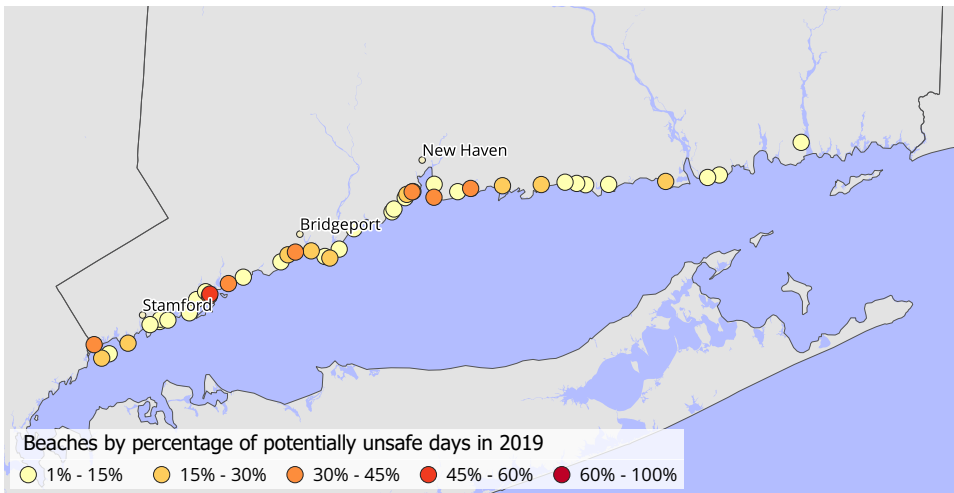 New Haven
Bridgeport
Stamford
Beaches by percentage of potentially unsafe days in 2019
1% - 15% 15% - 30% 30% - 45% 45% - 60% 60% - 100%